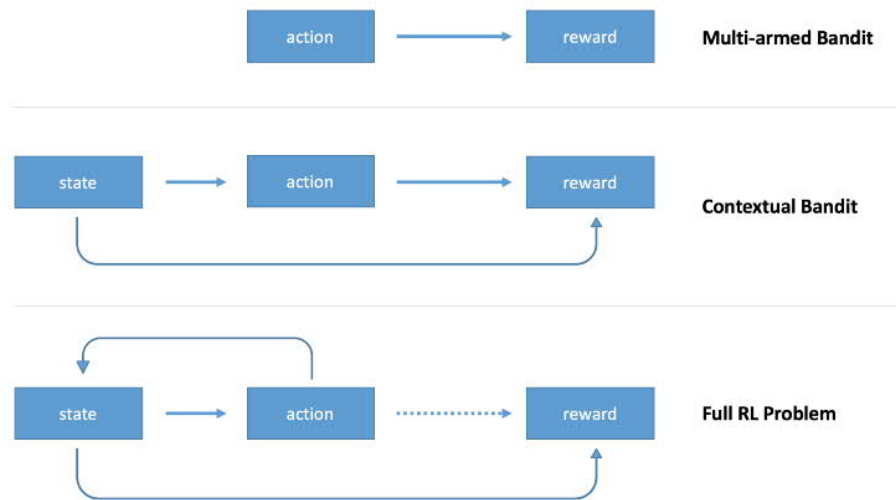 action
reward
Multi-armed Bandit
state
action
reward
Contextual Bandit
state
action
reward
Full RL Problem